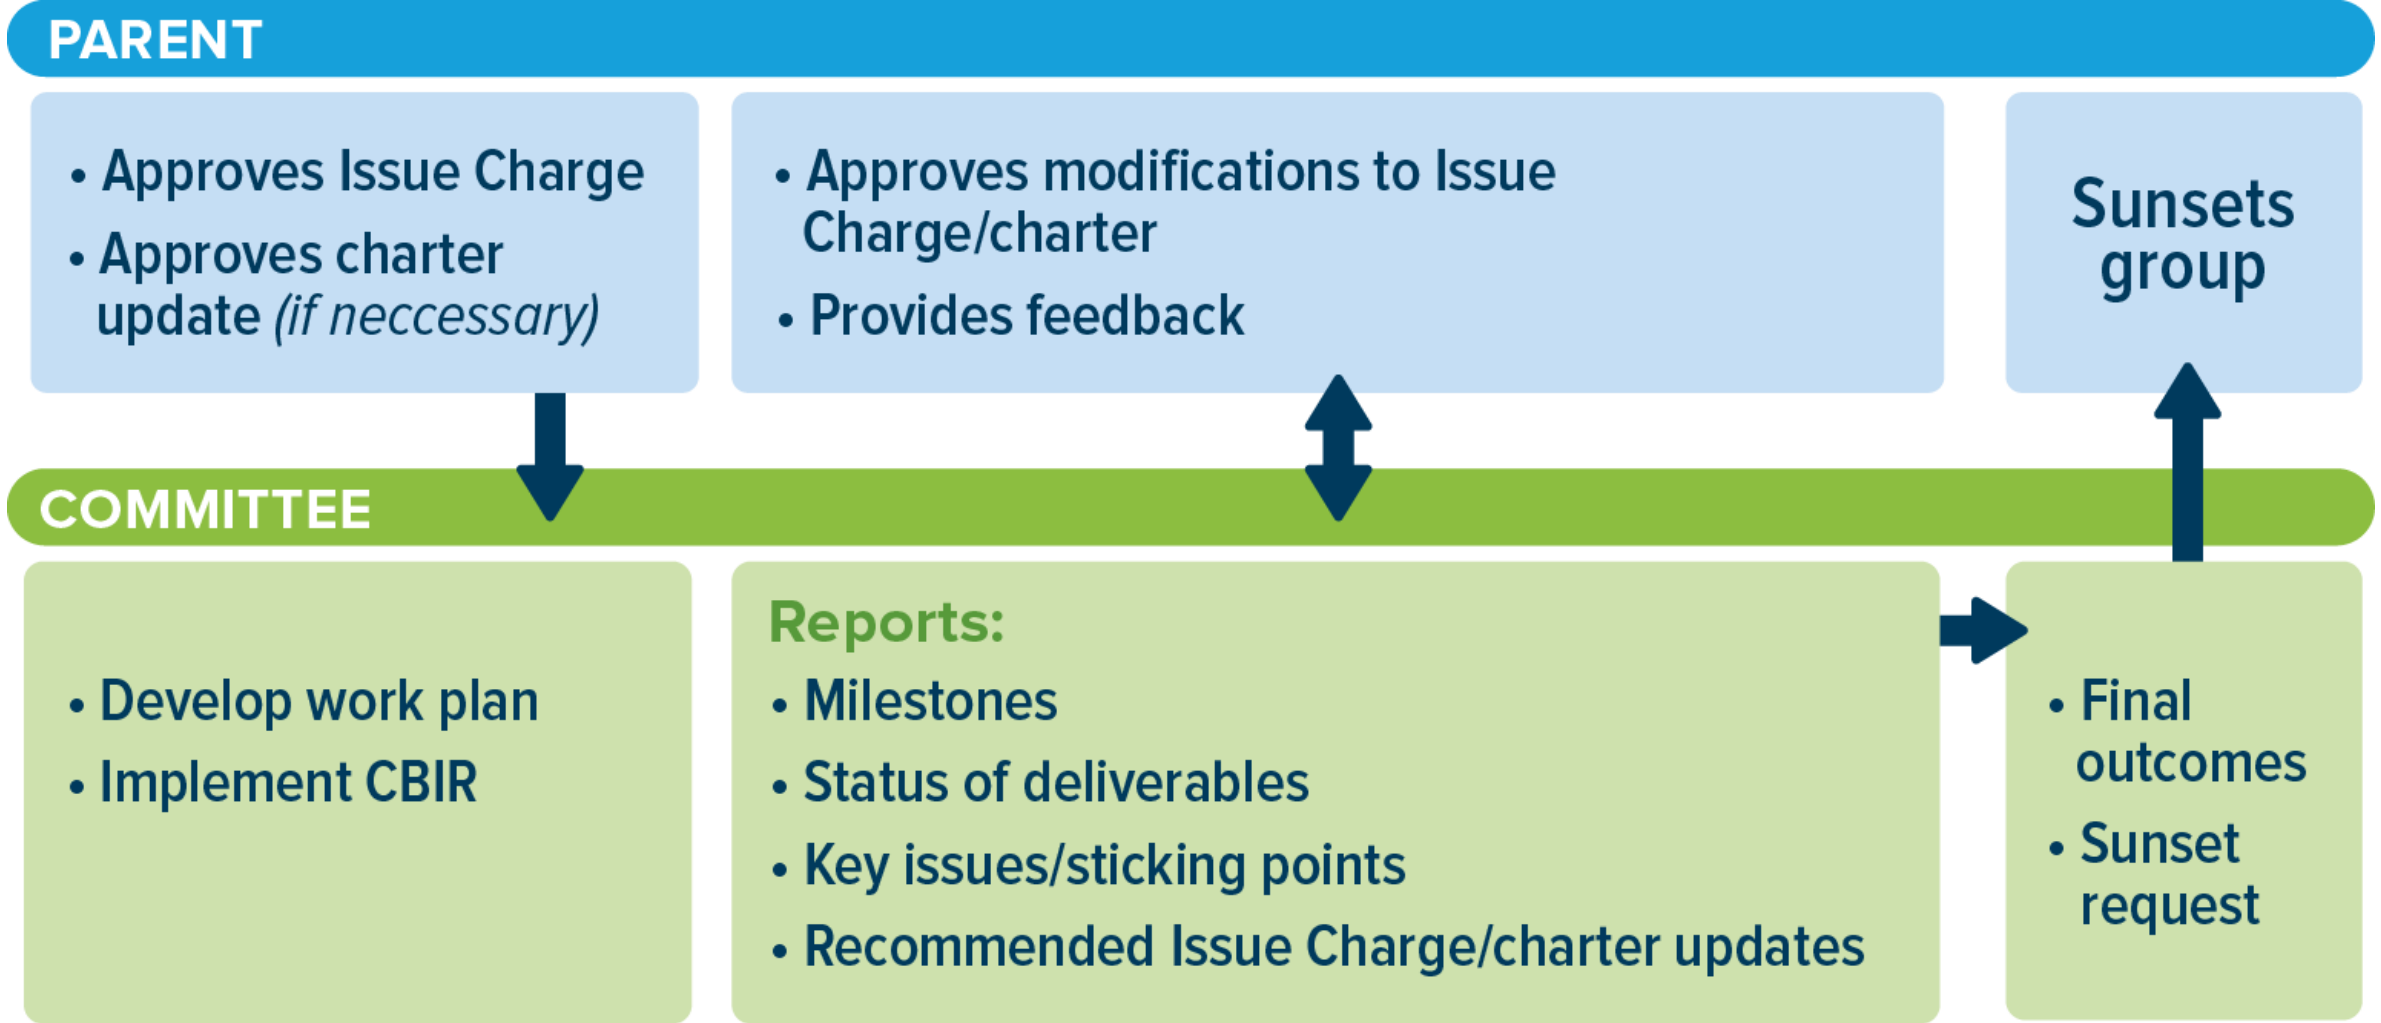 PARENT
• Approves Issue Charge
• Approves charter
update (if neccessary)
• Approves modifications to Issue
Charge/charter
• Provides feedback
Sunsets
group
COMMITTEE
• Develop work plan
• Implement CBIR
Reports:
• Milestones
• Status of deliverables
• Key issues/sticking points
• Recommended Issue Charge/charter updates
• Final
outcomes
• Sunset
request